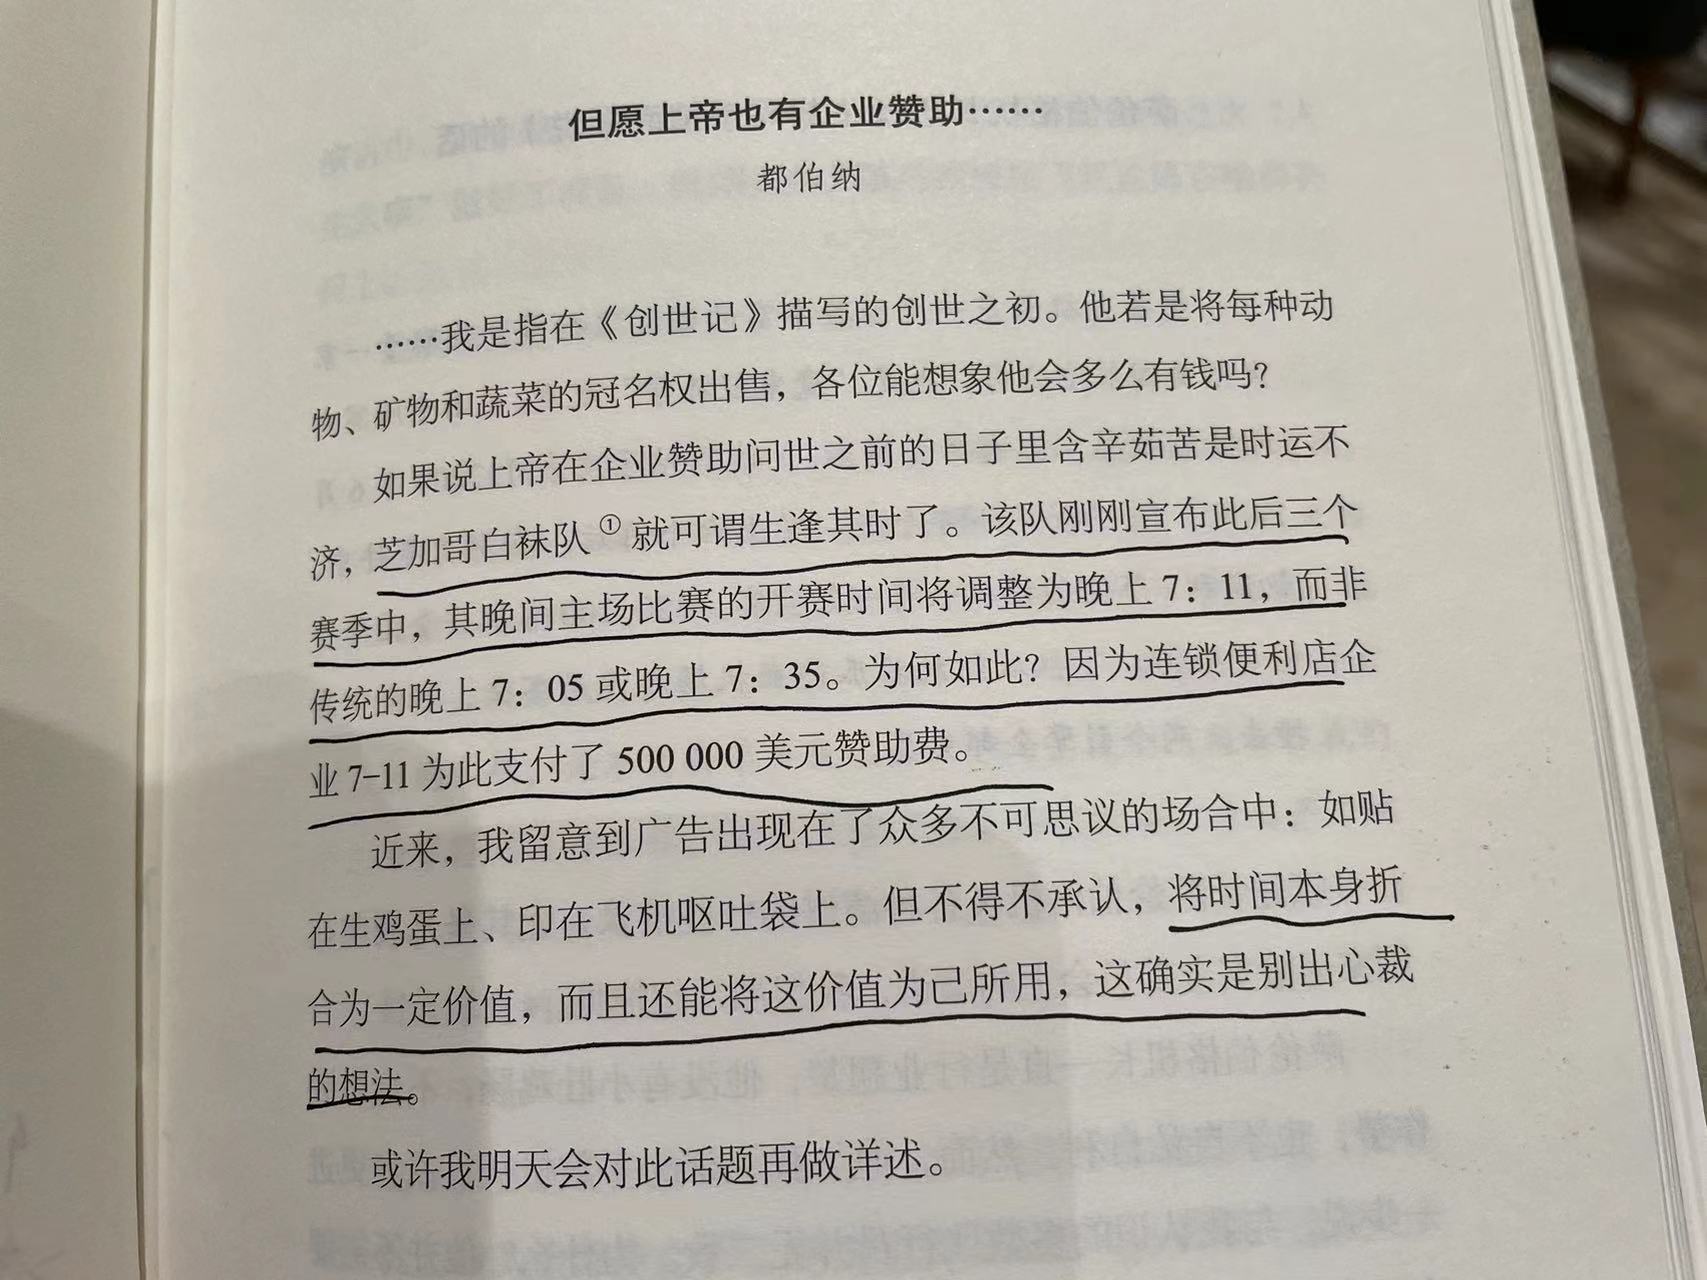 但愿上帝也有企业赞助……
都伯纳
……我是指在《创世记》描写的创世之初。他若是将每种动
物、矿物和蔬菜的冠名权出售，各位能想象他会多么有钱吗？
如果说上帝在企业赞助问世之前的日子里含辛茹苦是时运不
济，芝加哥白袜队①就可谓生逢其时了。该队刚刚宣布此后三个
赛季中，其晚间主场比赛的开赛时间将调整为晚上 7：11，而非
传统的晚上 7：05 或晚上 7：35。为何如此？因为连锁便利店企
业 7-11 为此支付了 500 000 美元赞助费。
近来，我留意到广告出现在了众多不可思议的场合中：如贴
在生鸡蛋上、印在飞机呕吐袋上。但不得不承认，将时间本身折
合为一定价值，而且还能将这价值为己所用，这确实是别出心裁
的想法。
或许我明天会对此话题再做详述。